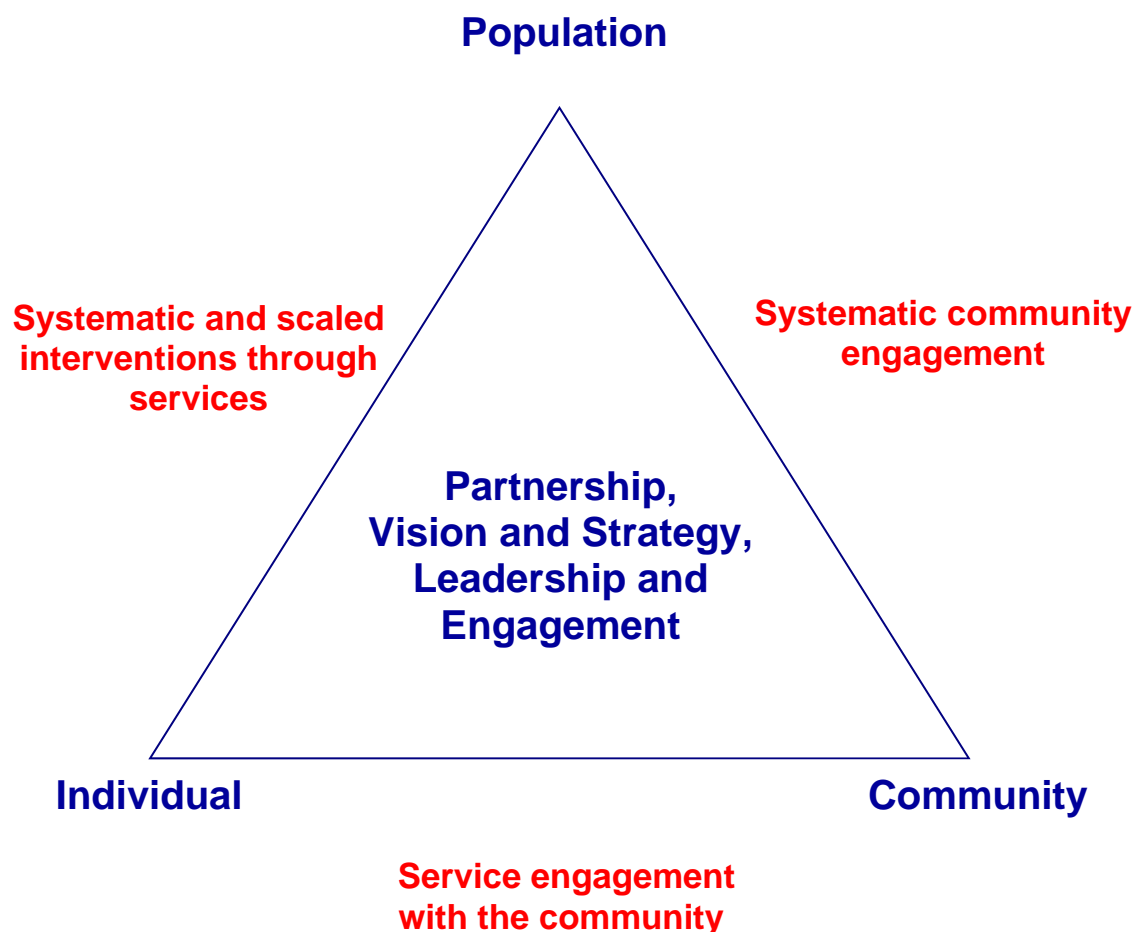 Population
Systematic and scaled
interventions through
services
Systematic community
engagement
Partnership,
Vision and Strategy,
Leadership and
Engagement
Individual
Community
Service engagement
with the community